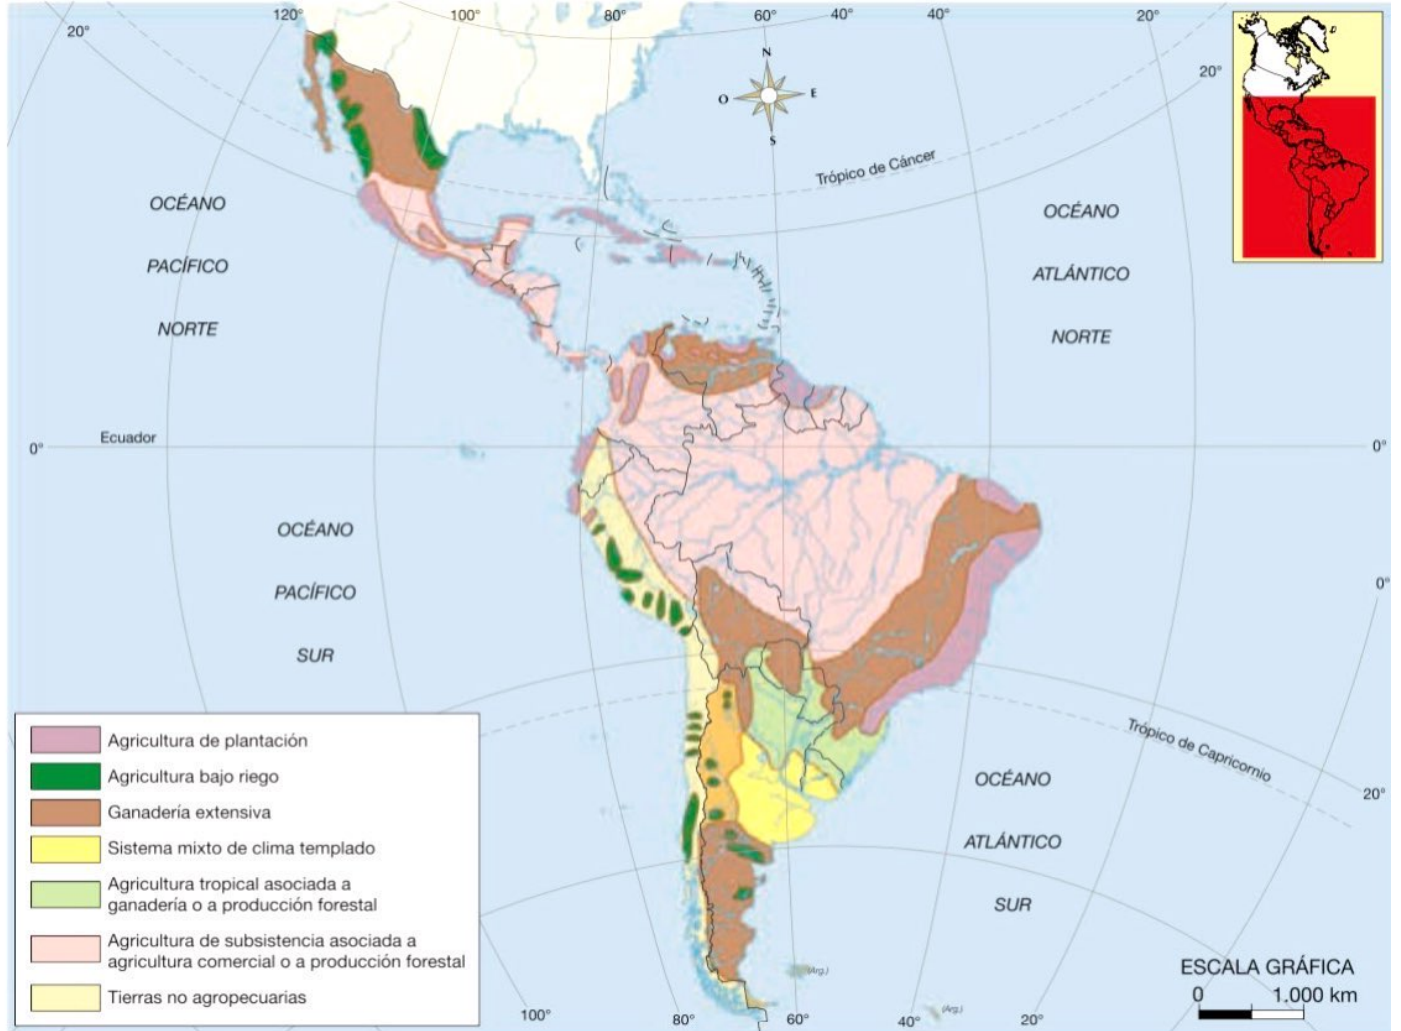 120°
100°
80°
60°
40°
40°
20°
20°
20°
N
O
E
S
Trópico de Cáncer
OCÉANO
PACÍFICO
NORTE
OCÉANO
ATLÁNTICO
NORTE
0°
Ecuador
0°
OCÉANO
PACÍFICO
SUR
0°
Trópico de Capricornio
OCÉANO
ATLÁNTICO
SUR
20°
Agricultura de plantación
Agricultura bajo riego
Ganadería extensiva
Sistema mixto de clima templado
Agricultura tropical asociada a
ganadería o a producción forestal
Agricultura de subsistencia asociada a
agricultura comercial o a producción forestal
Tierras no agropecuarias
(Arg.)
(Arg.)
ESCALA GRÁFICA
0 1.000 km
100°
80°
60°
40°
20°